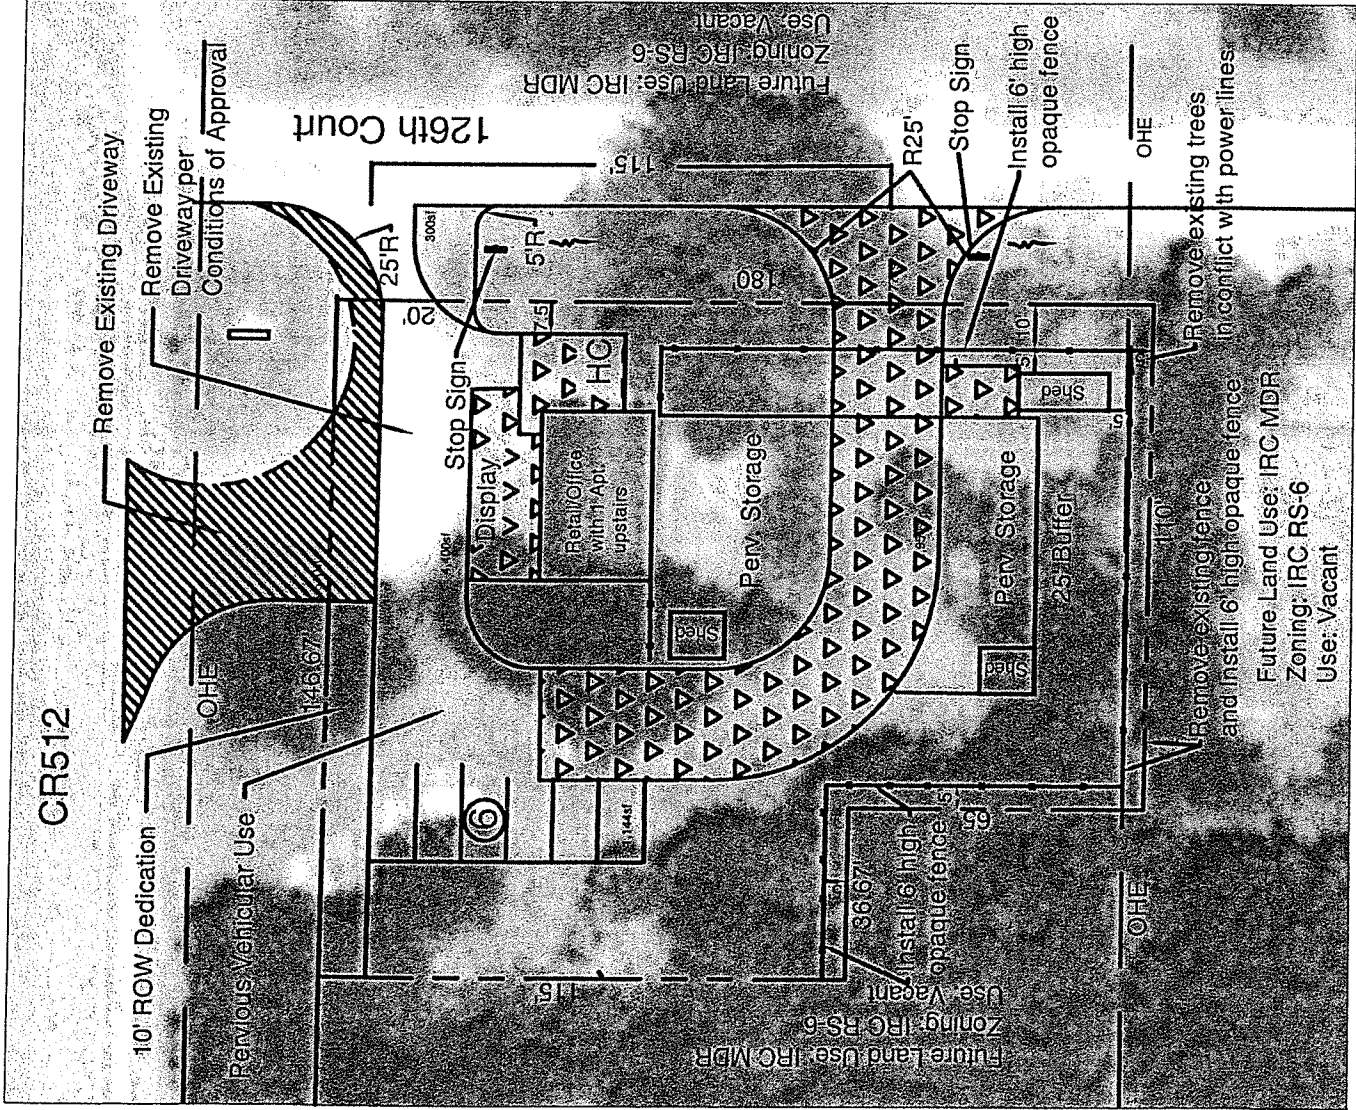 CR512
10' ROW Dedication
Pervious Vehicular Use
Remove Existing Driveway
Remove Existing
Driveway per
Conditions of Approval
OHE
146.67'
25'R
20'
126th Court
115'
300sf
5'R
Stop Sign
7.5'
HC
Display
Retail/Office
with 1 Apt
upstairs
Perv. Storage
Shed
180'
R25'
Stop Sign
Install 6' high
opaque fence
OHE
Remove existing trees
in conflict with power lines
10'
5'
Shed
Perv. Storage
25' Buffer
Shed
110'
Remove existing fence
and Install 6' high opaque fence
Future Land Use: IRC MDR
Zoning: IRC RS-6
Use: Vacant
6
144sf
65'
5'
36.67'
Install 6' high
opaque fence
OHE
115'
Future Land Use: IRC MDR
Zoning: IRC RS-6
Use: Vacant
Future Land Use: IRC MDR
Zoning: IRC RS-6
Use: Vacant